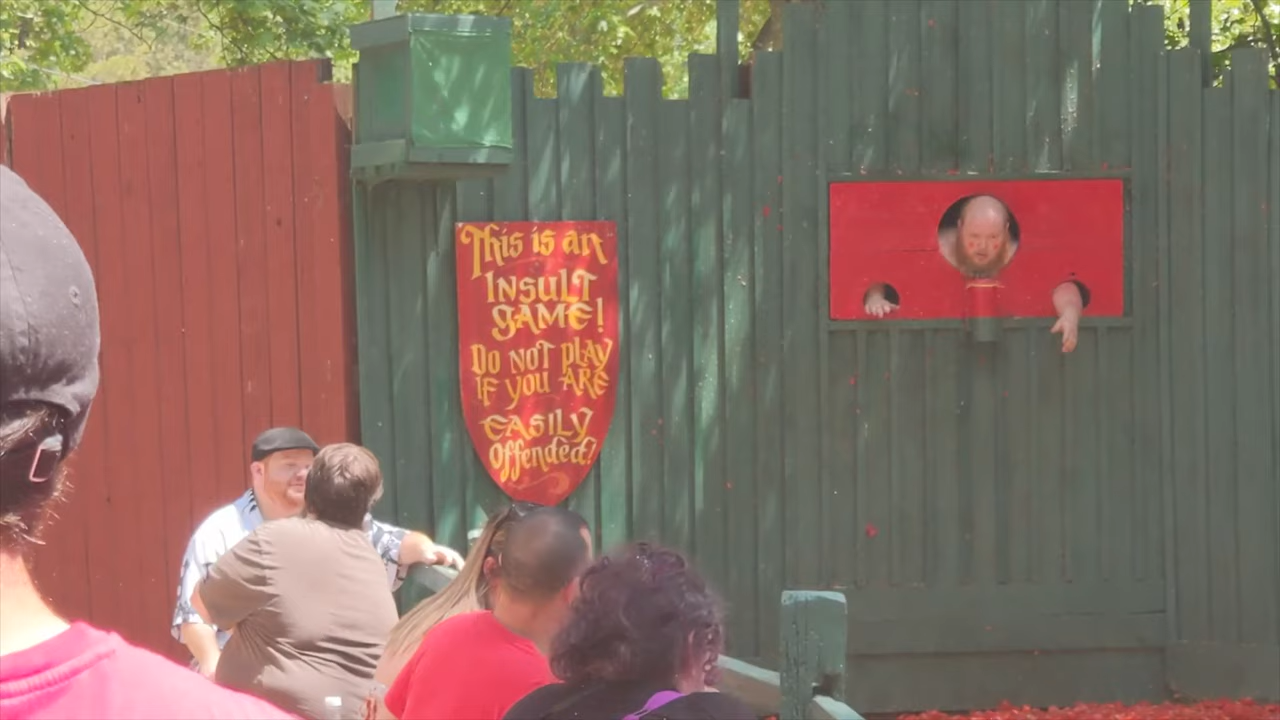 This is an
INSULT
GAME!
DO NOT PLAY
IF YOU ARE
EASILY
Offended!